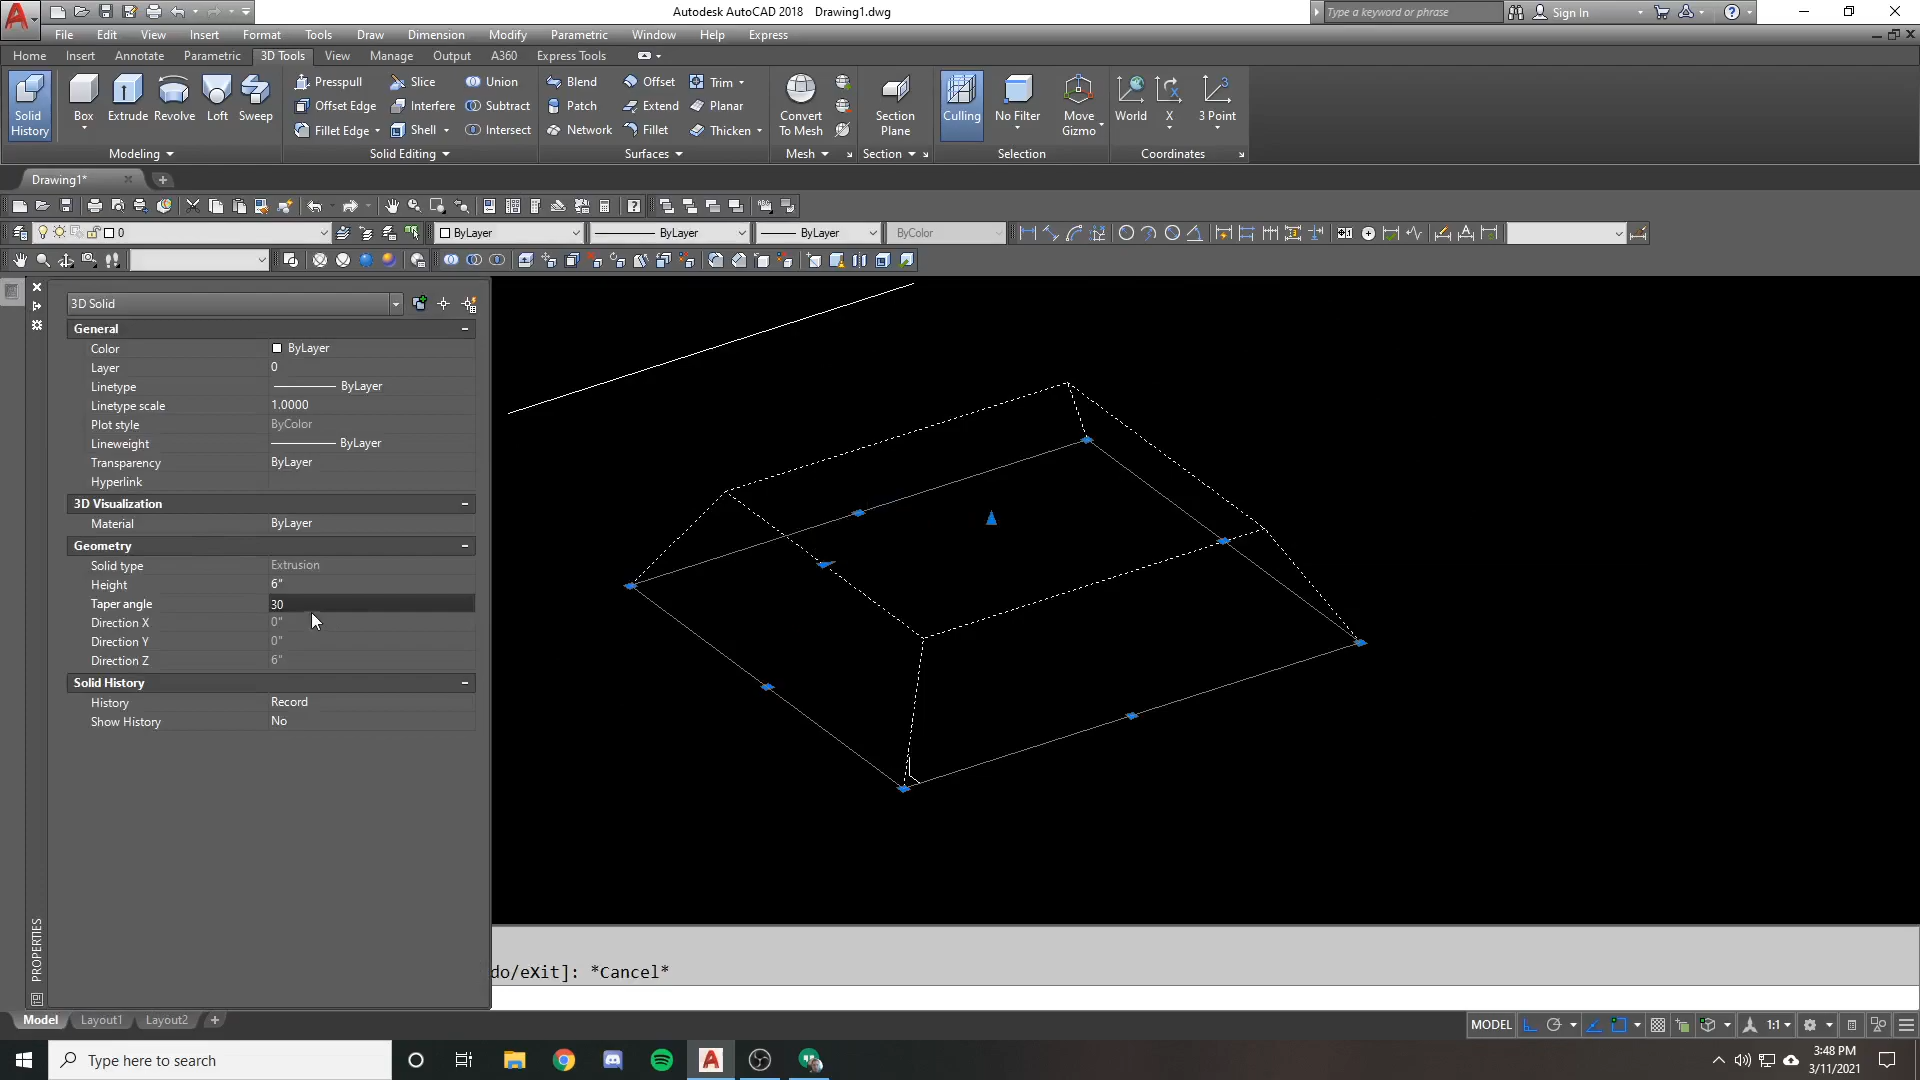 Autodesk AutoCAD 2018 Drawing1.dwg
Type a keyword or phrase
Sign In
File Edit View Insert Format Tools Draw Dimension Modify Parametric Window Help Express
Home Insert Annotate Parametric 3D Tools View Manage Output A360 Express Tools
Solid History
Box
Extrude
Revolve
Loft
Sweep
Modeling
Presspull
Offset Edge
Fillet Edge
Slice
Interfere
Shell
Union
Subtract
Intersect
Solid Editing
Blend
Patch
Network
Offset
Extend
Fillet
Trim
Planar
Thicken
Surfaces
Convert To Mesh
Mesh
Section Plane
Section
Culling
No Filter
Move Gizmo
Selection
World
X
3 Point
Coordinates
Drawing1*
0
ByLayer
ByLayer
ByLayer
ByColor
3D Solid
General
Color ByLayer
Layer 0
Linetype ByLayer
Linetype scale 1.0000
Plot style ByColor
Lineweight ByLayer
Transparency ByLayer
Hyperlink
3D Visualization
Material ByLayer
Geometry
Solid type Extrusion
Height 6"
Taper angle 30
Direction X 0"
Direction Y 0"
Direction Z 6"
Solid History
History Record
Show History No
PROPERTIES
do/eXit]: *Cancel*
Model Layout1 Layout2
MODEL
1:1
Type here to search
3:48 PM
3/11/2021